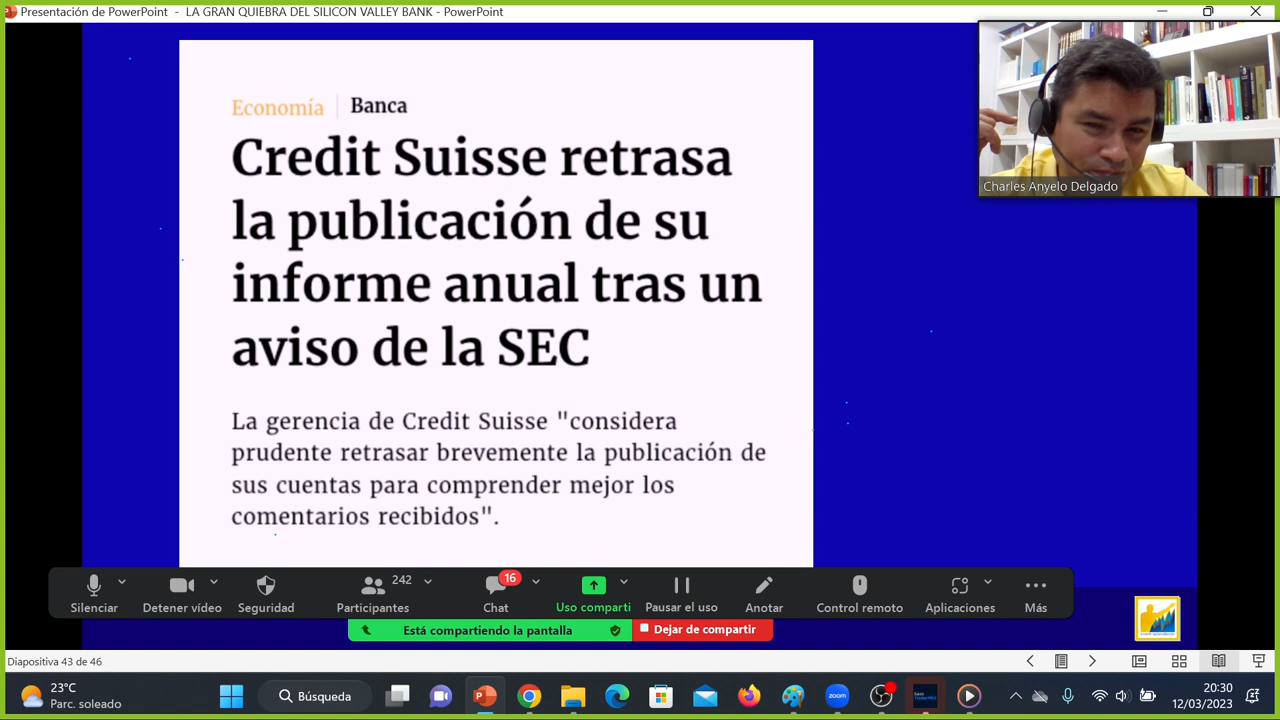 Presentación de PowerPoint - LA GRAN QUIEBRA DEL SILICON VALLEY BANK - PowerPoint
Economía | Banca
Credit Suisse retrasa
la publicación de su
informe anual tras un
aviso de la SEC
La gerencia de Credit Suisse "considera
prudente retrasar brevemente la publicación de
sus cuentas para comprender mejor los
comentarios recibidos".
Charles Anyelo Delgado
242
16
Silenciar
Detener vídeo
Seguridad
Participantes
Chat
Uso comparti
Pausar el uso
Anotar
Control remoto
Aplicaciones
Más
Está compartiendo la pantalla
Dejar de compartir
Diapositiva 43 de 46
23°C
Parc. soleado
Búsqueda
zoom
20:30
12/03/2023